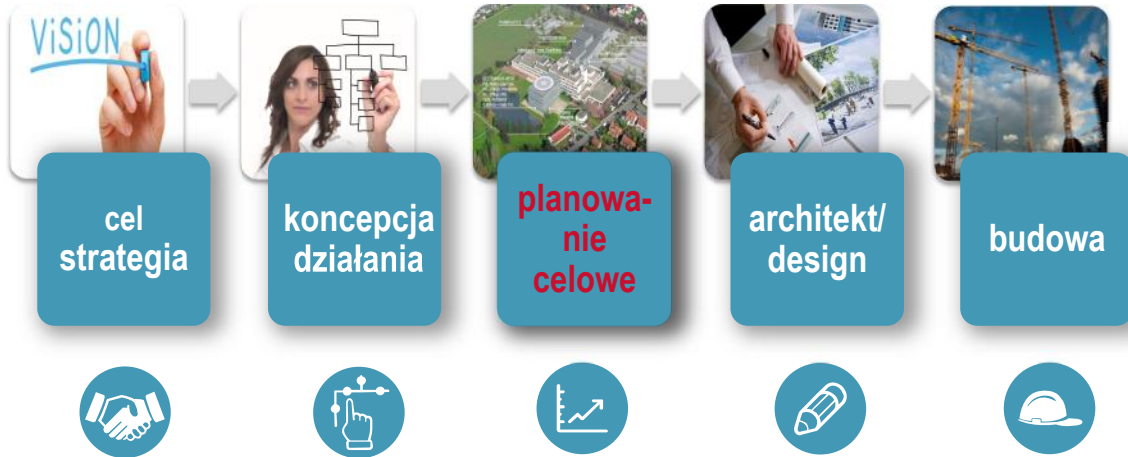 ViSiON
cel
strategia
koncepcja
działania
planowa-
nie
celowe
architekt/
design
budowa